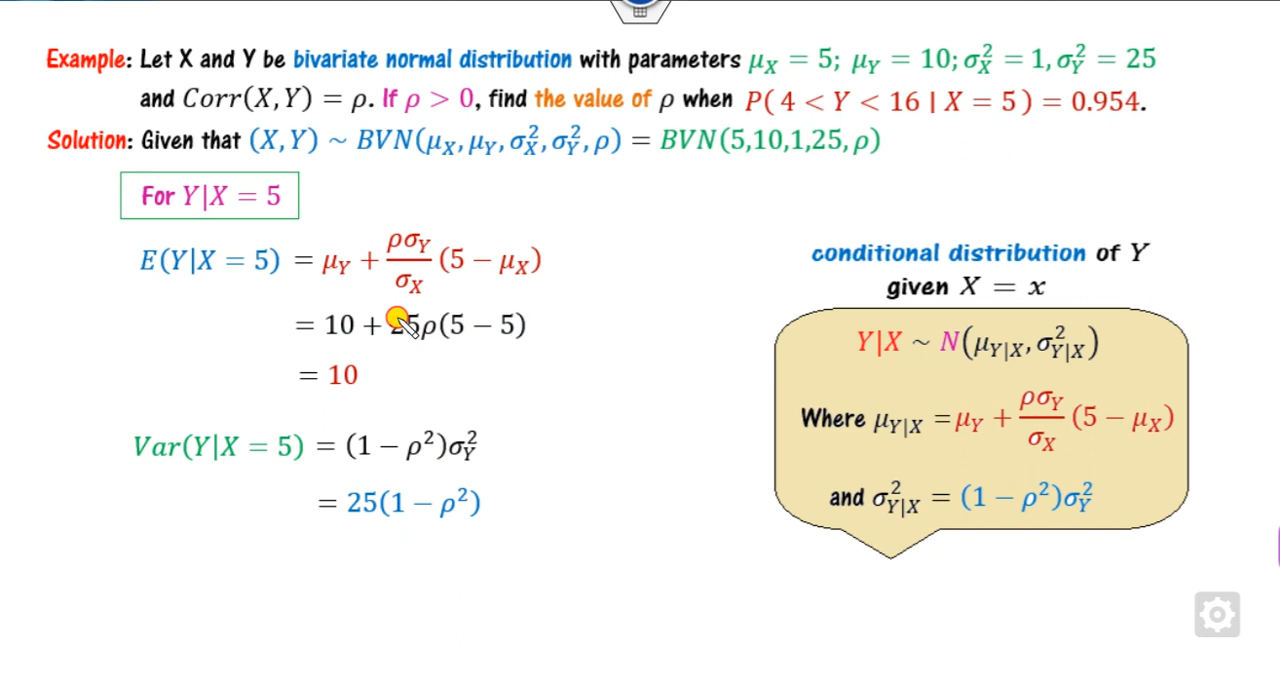 Example: Let X and Y be bivariate normal distribution with parameters μ_X = 5; μ_Y = 10; σ_X^2 = 1, σ_Y^2 = 25
and Corr(X, Y) = ρ. If ρ > 0, find the value of ρ when P( 4 < Y < 16 | X = 5) = 0.954.
Solution: Given that (X, Y) ~ BVN(μ_X, μ_Y, σ_X^2, σ_Y^2, ρ) = BVN(5,10,1,25, ρ)
For Y|X = 5
E(Y|X = 5) = μ_Y + ρσ_Y/σ_X (5 − μ_X)
= 10 + ρ(5 − 5)
= 10
Var(Y|X = 5) = (1 − ρ^2)σ_Y^2
= 25(1 − ρ^2)
conditional distribution of Y
given X = x
Y|X ~ N(μ_Y|X, σ_Y|X^2)
Where μ_Y|X = μ_Y + ρσ_Y/σ_X (5 − μ_X)
and σ_Y|X^2 = (1 − ρ^2)σ_Y^2